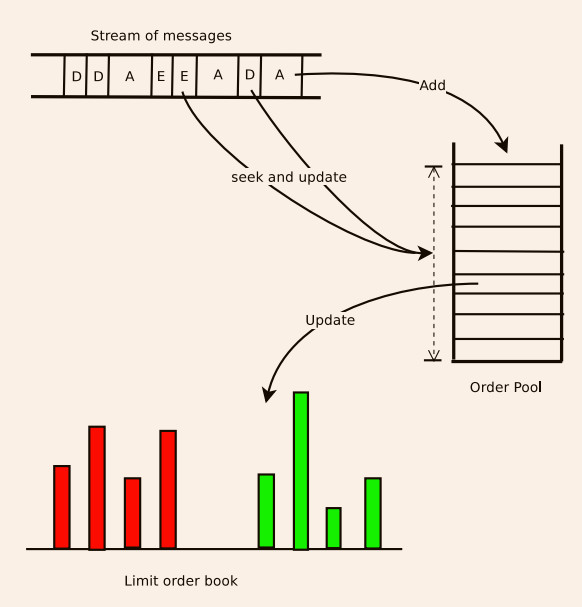 Stream of messages
D D A E E A D A
Add
seek and update
Update
Order Pool
Limit order book